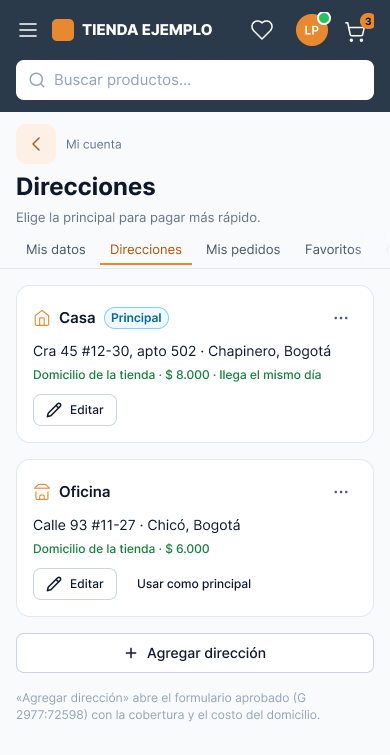 TIENDA EJEMPLO
LP
3
Buscar productos...
Mi cuenta
Direcciones
Elige la principal para pagar más rápido.
Mis datos Direcciones Mis pedidos Favoritos
Casa Principal
Cra 45 #12-30, apto 502 · Chapinero, Bogotá
Domicilio de la tienda · $ 8.000 · llega el mismo día
Editar
Oficina
Calle 93 #11-27 · Chicó, Bogotá
Domicilio de la tienda · $ 6.000
Editar Usar como principal
+ Agregar dirección
«Agregar dirección» abre el formulario aprobado (G
2977:72598) con la cobertura y el costo del domicilio.